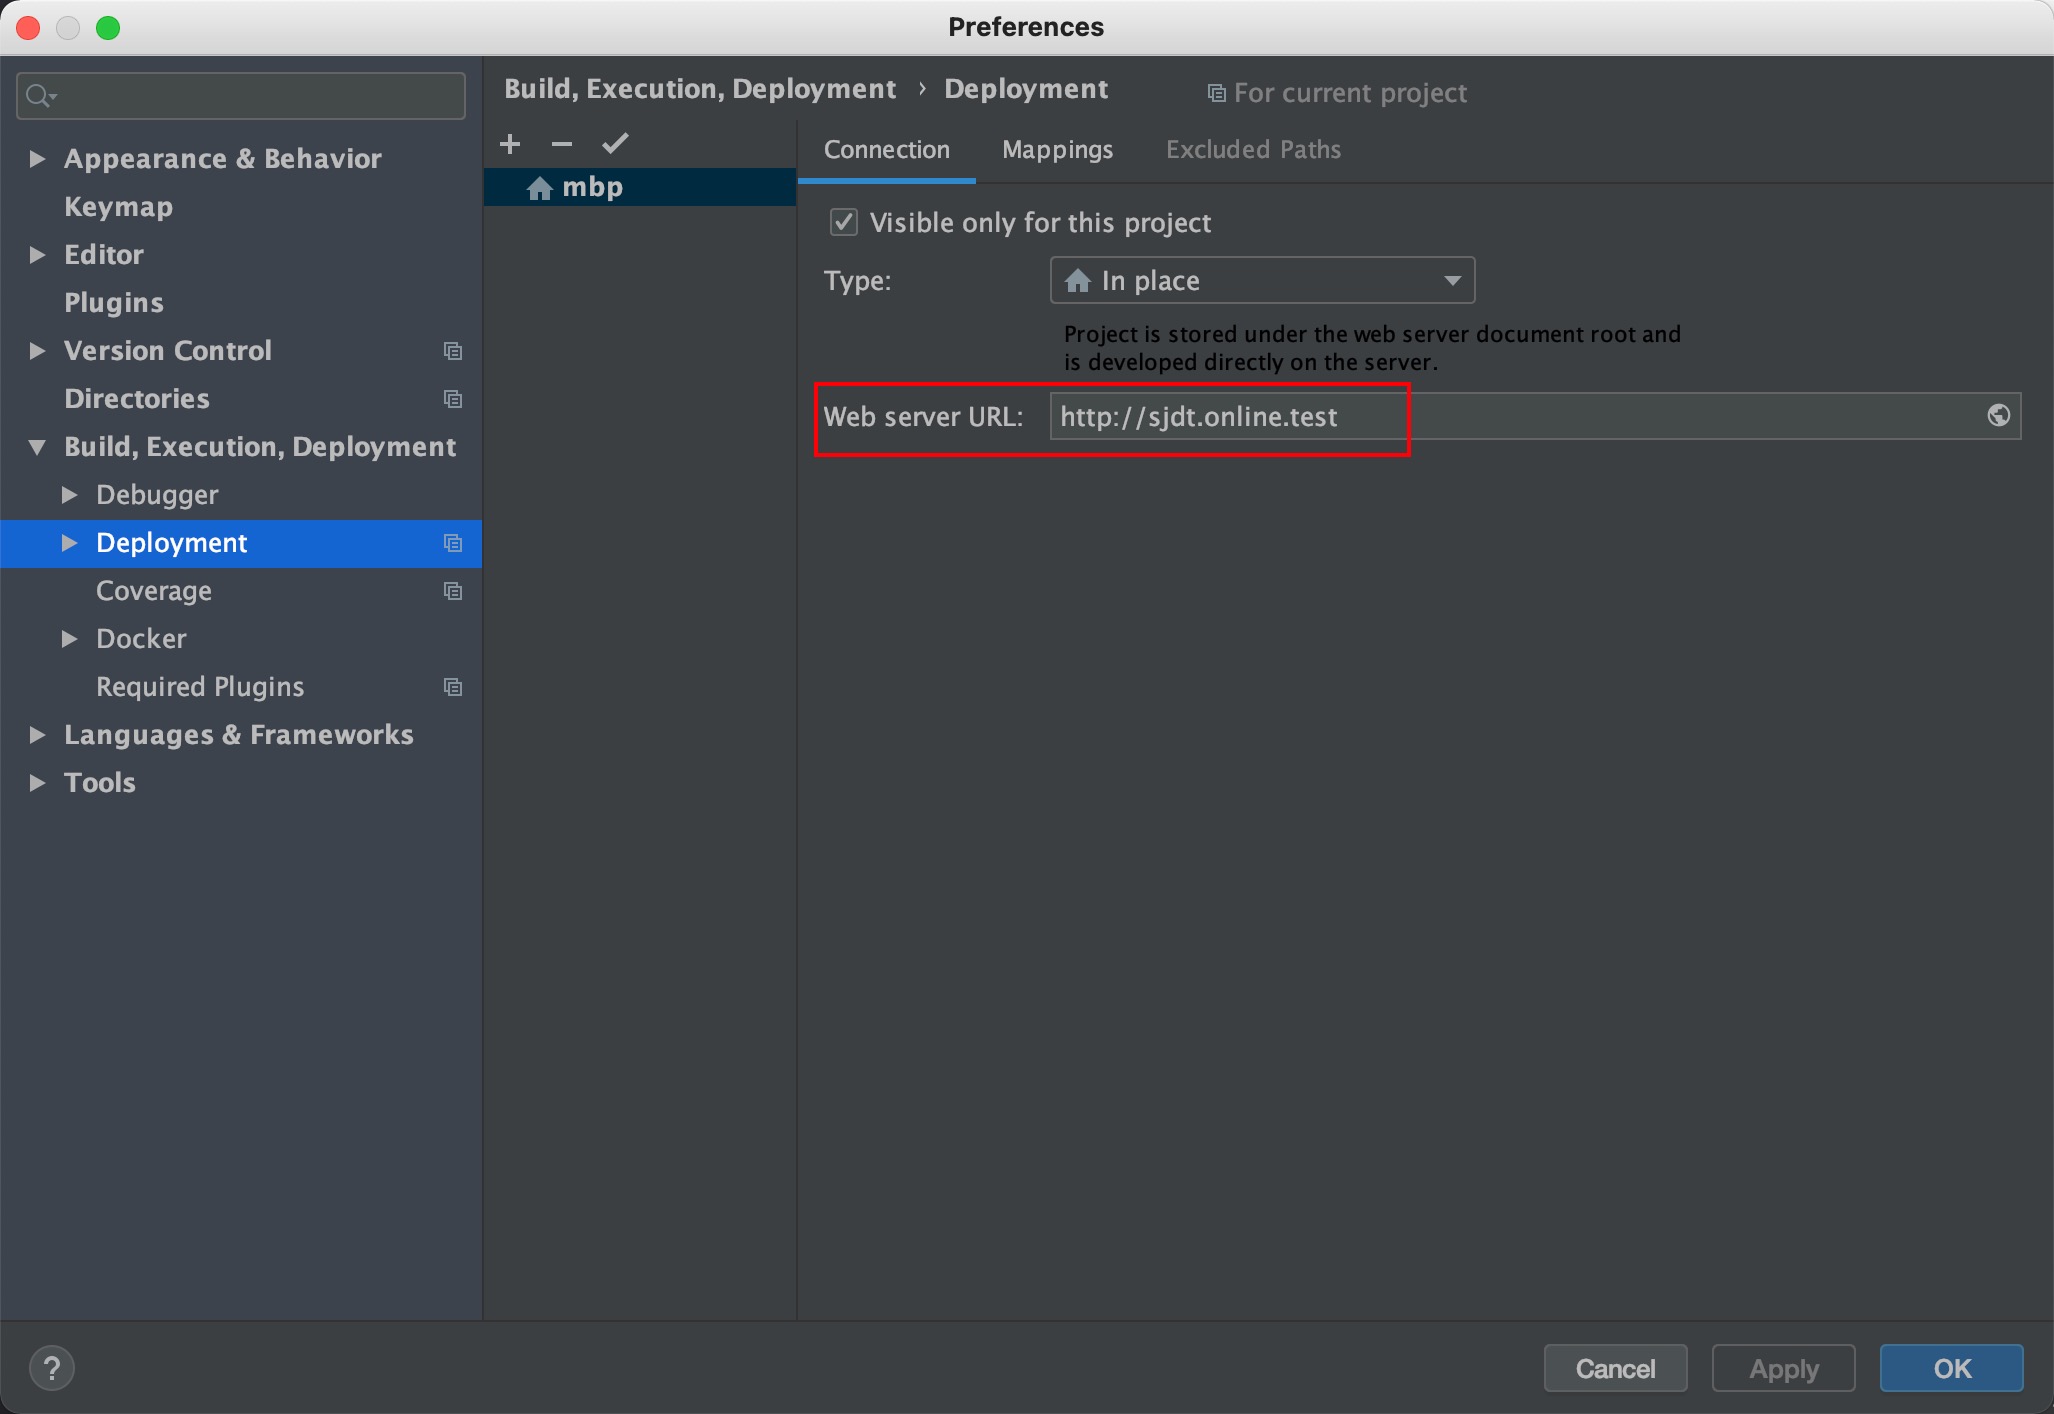 Preferences
Appearance & Behavior
Keymap
Editor
Plugins
Version Control
Directories
Build, Execution, Deployment
Debugger
Deployment
Coverage
Docker
Required Plugins
Languages & Frameworks
Tools
Build, Execution, Deployment › Deployment
For current project
mbp
Connection
Mappings
Excluded Paths
Visible only for this project
Type:
In place
Project is stored under the web server document root and
is developed directly on the server.
Web server URL:
http://sjdt.online.test
?
Cancel
Apply
OK